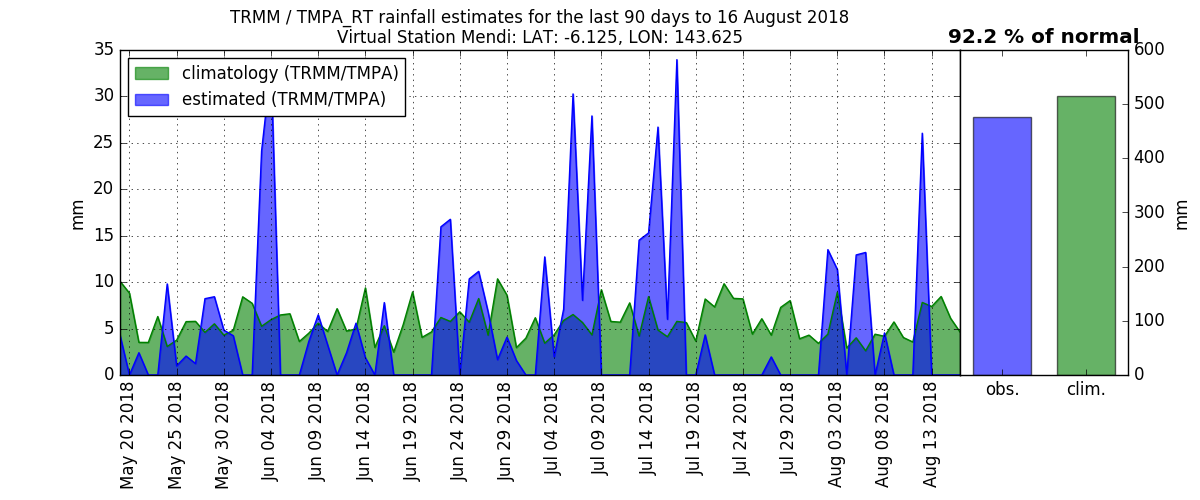 TRMM / TMPA_RT rainfall estimates for the last 90 days to 16 August 2018
Virtual Station Mendi: LAT: -6.125, LON: 143.625
92.2 % of normal
climatology (TRMM/TMPA)
estimated (TRMM/TMPA)
35
30
25
20
15
10
5
0
mm
600
500
400
300
200
100
0
mm
May 20 2018
May 25 2018
May 30 2018
Jun 04 2018
Jun 09 2018
Jun 14 2018
Jun 19 2018
Jun 24 2018
Jun 29 2018
Jul 04 2018
Jul 09 2018
Jul 14 2018
Jul 19 2018
Jul 24 2018
Jul 29 2018
Aug 03 2018
Aug 08 2018
Aug 13 2018
obs.
clim.